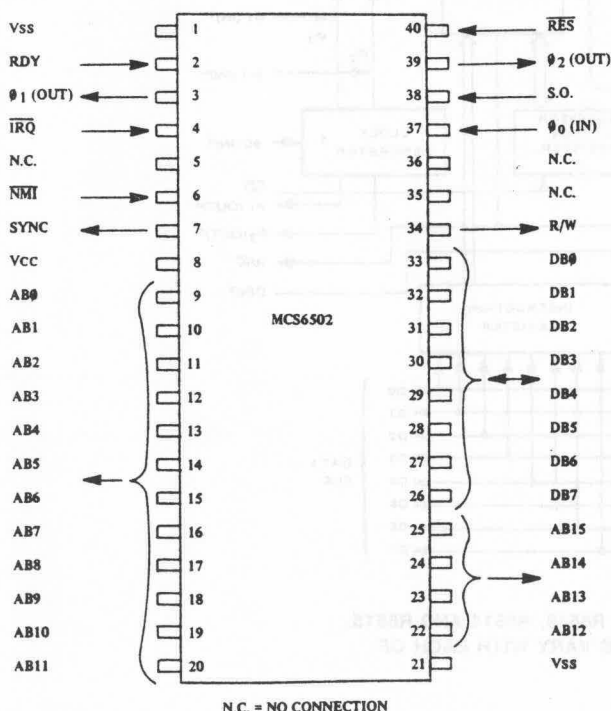 Vss 1 40 RES
RDY 2 39 ø2 (OUT)
ø1 (OUT) 3 38 S.O.
IRQ 4 37 ø0 (IN)
N.C. 5 36 N.C.
NMI 6 35 N.C.
SYNC 7 34 R/W
Vcc 8 33 DBø
ABø 9 32 DB1
AB1 10 31 DB2
MCS6502
AB2 11 30 DB3
AB3 12 29 DB4
AB4 13 28 DB5
AB5 14 27 DB6
AB6 15 26 DB7
AB7 16 25 AB15
AB8 17 24 AB14
AB9 18 23 AB13
AB10 19 22 AB12
AB11 20 21 Vss
N.C. = NO CONNECTION